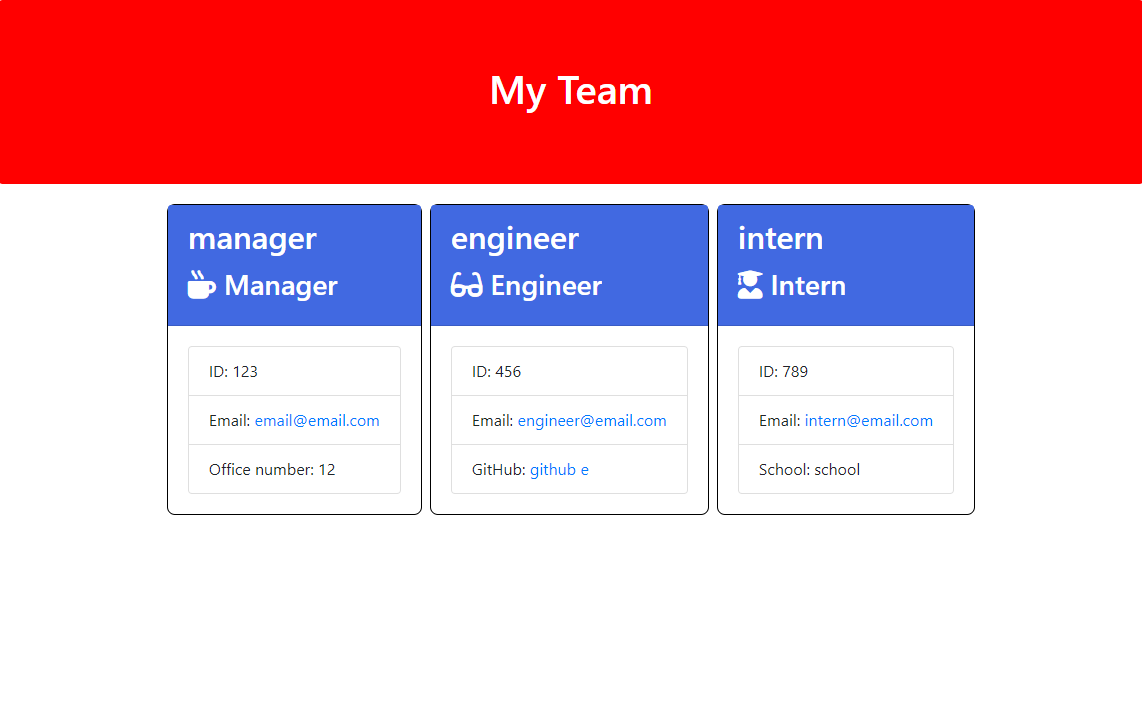 My Team
manager
Manager
ID: 123
Email: email@email.com
Office number: 12
engineer
Engineer
ID: 456
Email: engineer@email.com
GitHub: github e
intern
Intern
ID: 789
Email: intern@email.com
School: school